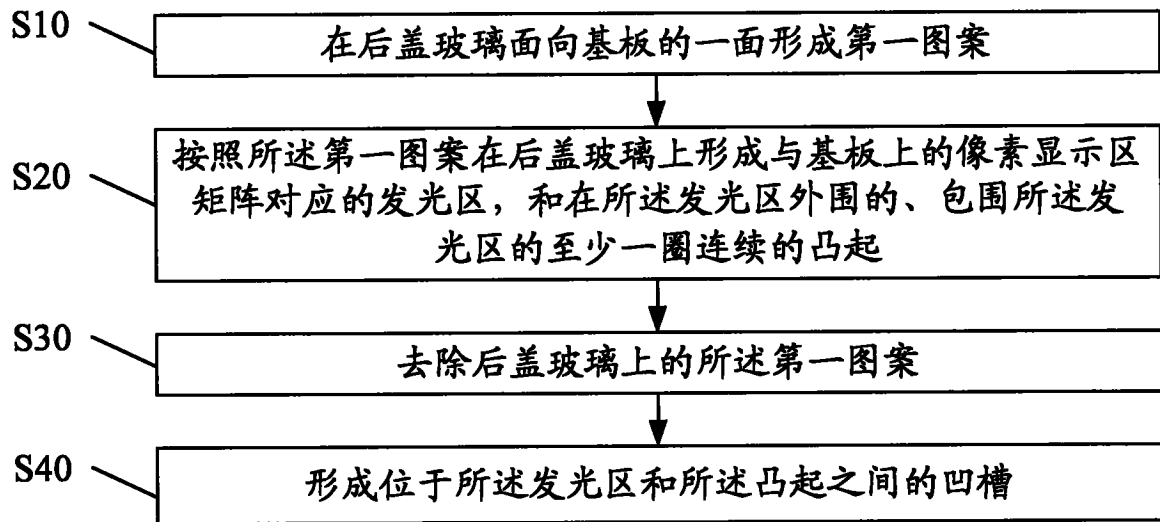 S10
在后盖玻璃面向基板的一面形成第一图案
S20
按照所述第一图案在后盖玻璃上形成与基板上的像素显示区
矩阵对应的发光区，和在所述发光区外围的、包围所述发
光区的至少一圈连续的凸起
S30
去除后盖玻璃上的所述第一图案
S40
形成位于所述发光区和所述凸起之间的凹槽